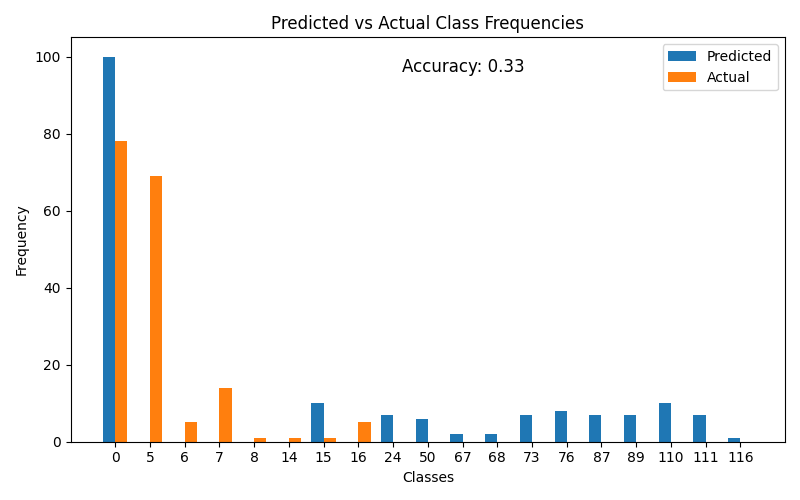 Predicted vs Actual Class Frequencies
Accuracy: 0.33
Predicted
Actual
Frequency
100
80
60
40
20
0
0 5 6 7 8 14 15 16 24 50 67 68 73 76 87 89 110 111 116
Classes